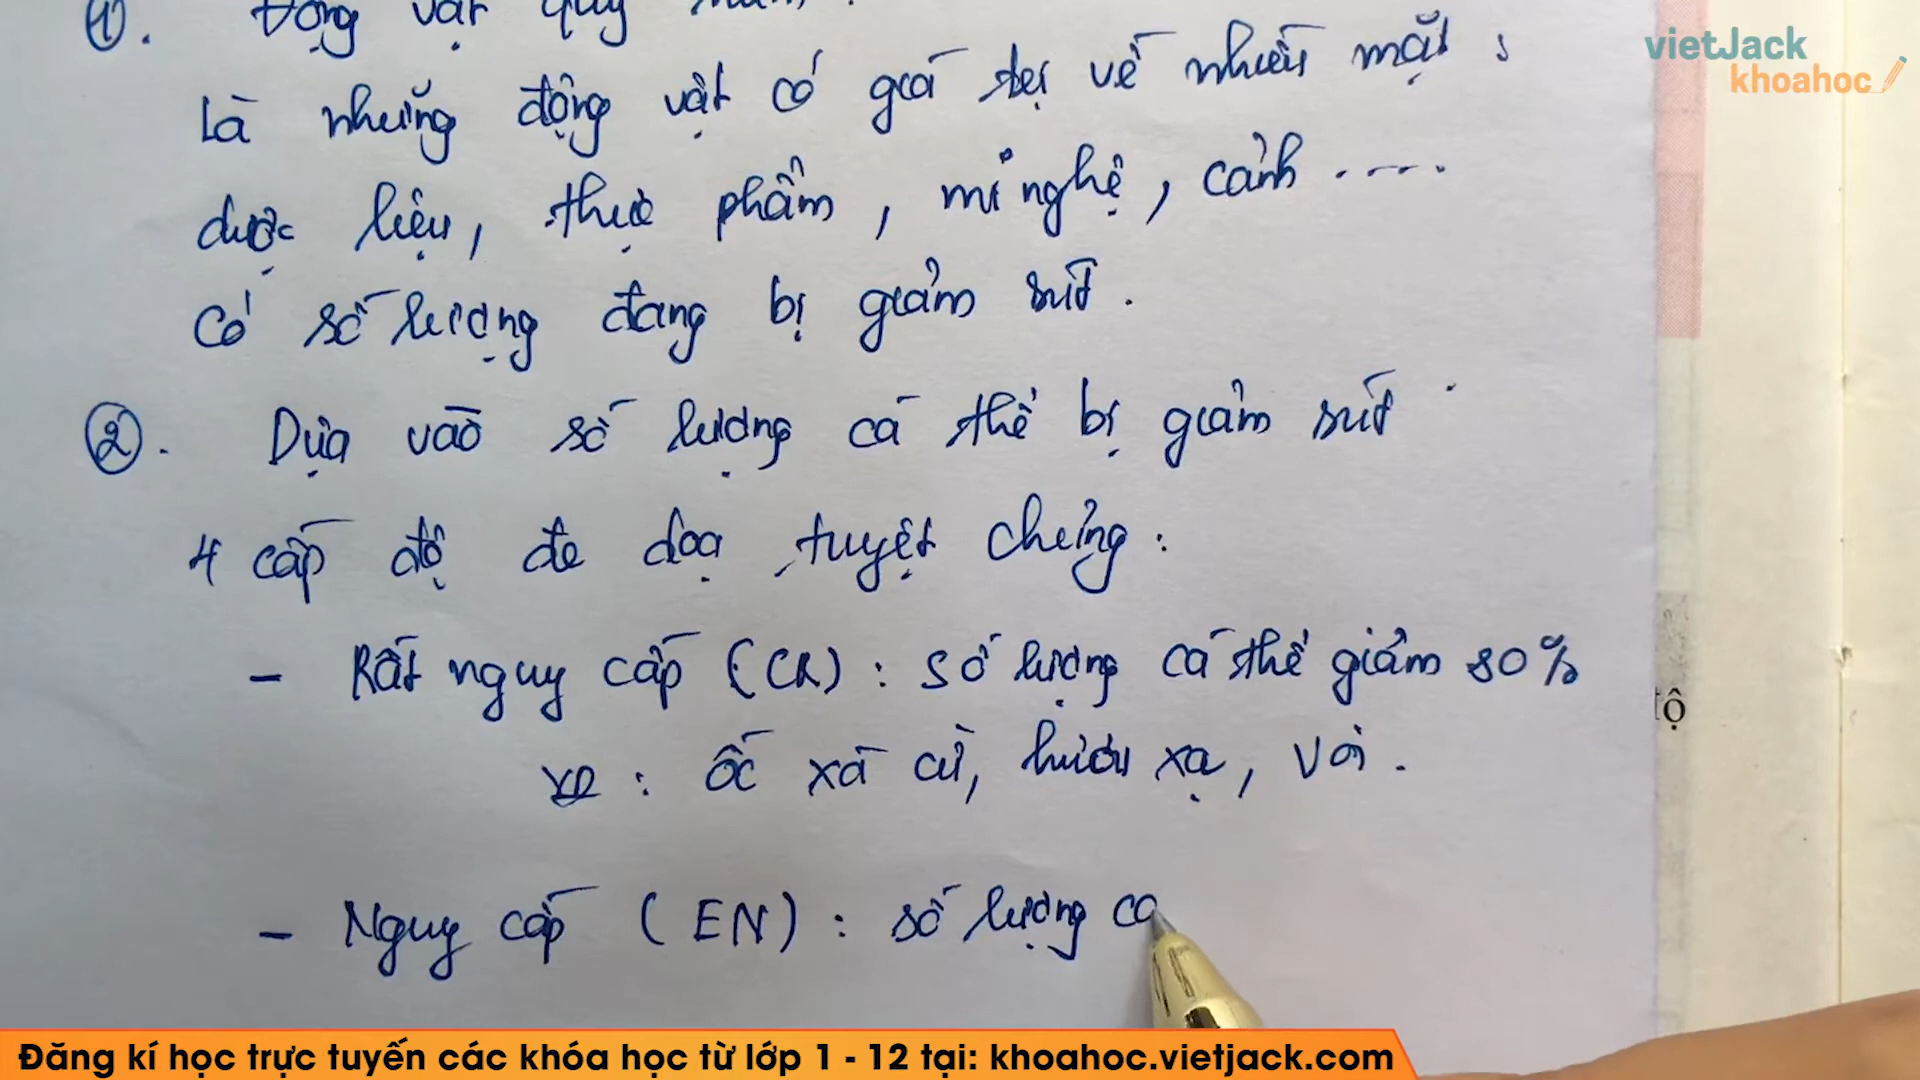 ①. Động vật quý hiếm :
Là những động vật có giá trị về nhiều mặt :
dược liệu, thực phẩm, mĩ nghệ, cảnh .....
Có số lượng đang bị giảm sút .
②. Dựa vào số lượng cá thể bị giảm sút .
4 cấp độ đe doạ tuyệt chủng :
- Rất nguy cấp (CR) : số lượng cá thể giảm 80%
VD : ốc xà cừ, hươu xạ, voi .
- Nguy cấp (EN) : số lượng ca
vietJack
khoahoc
tộ
Đăng kí học trực tuyến các khóa học từ lớp 1 - 12 tại: khoahoc.vietjack.com